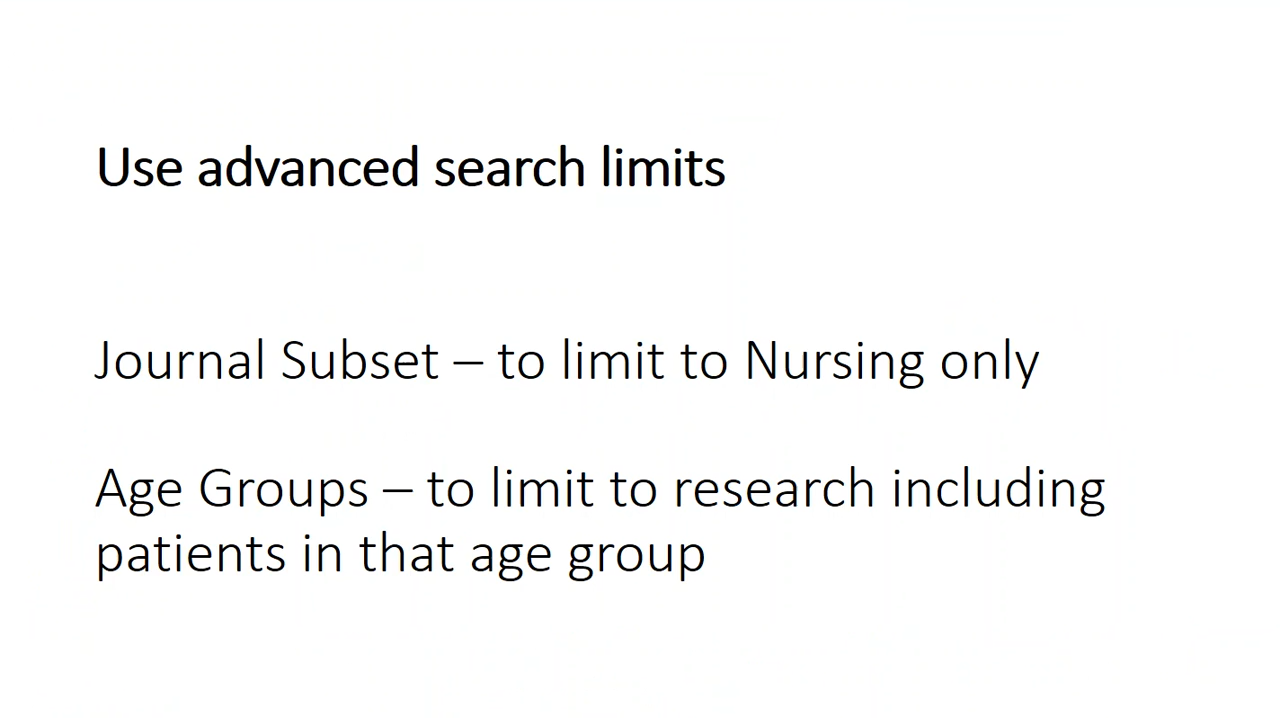 Use advanced search limits
Journal Subset – to limit to Nursing only
Age Groups – to limit to research including
patients in that age group